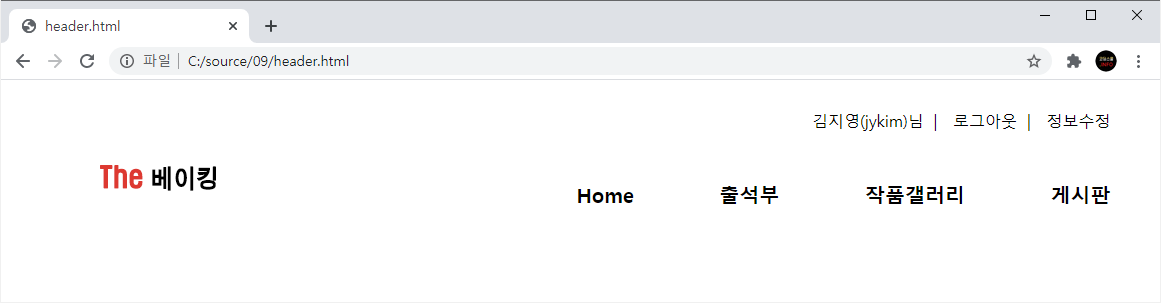 header.html
파일 C:/source/09/header.html
김지영(jykim)님 | 로그아웃 | 정보수정
The 베이킹
Home 출석부 작품갤러리 게시판